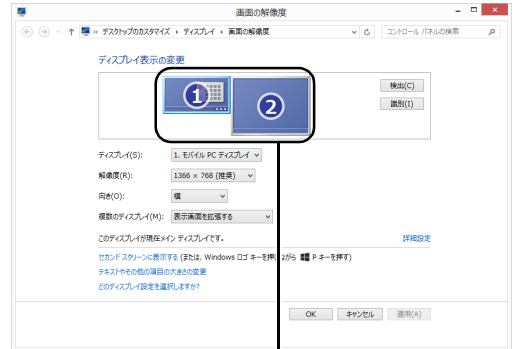 画面の解像度
« デスクトップのカスタマイズ ▸ ディスプレイ ▸ 画面の解像度
コントロール パネルの検索
ディスプレイ表示の変更
1
2
検出(C)
識別(I)
ディスプレイ(S): 1. モバイル PC ディスプレイ
解像度(R): 1366 × 768 (推奨)
向き(O): 横
複数のディスプレイ(M): 表示画面を拡張する
このディスプレイが現在メイン ディスプレイです。
詳細設定
セカンド スクリーンに表示する (または、Windows ロゴ キーを押しながら P キーを押す)
テキストやその他の項目の大きさの変更
どのディスプレイ設定を選択しますか?
OK キャンセル 適用(A)